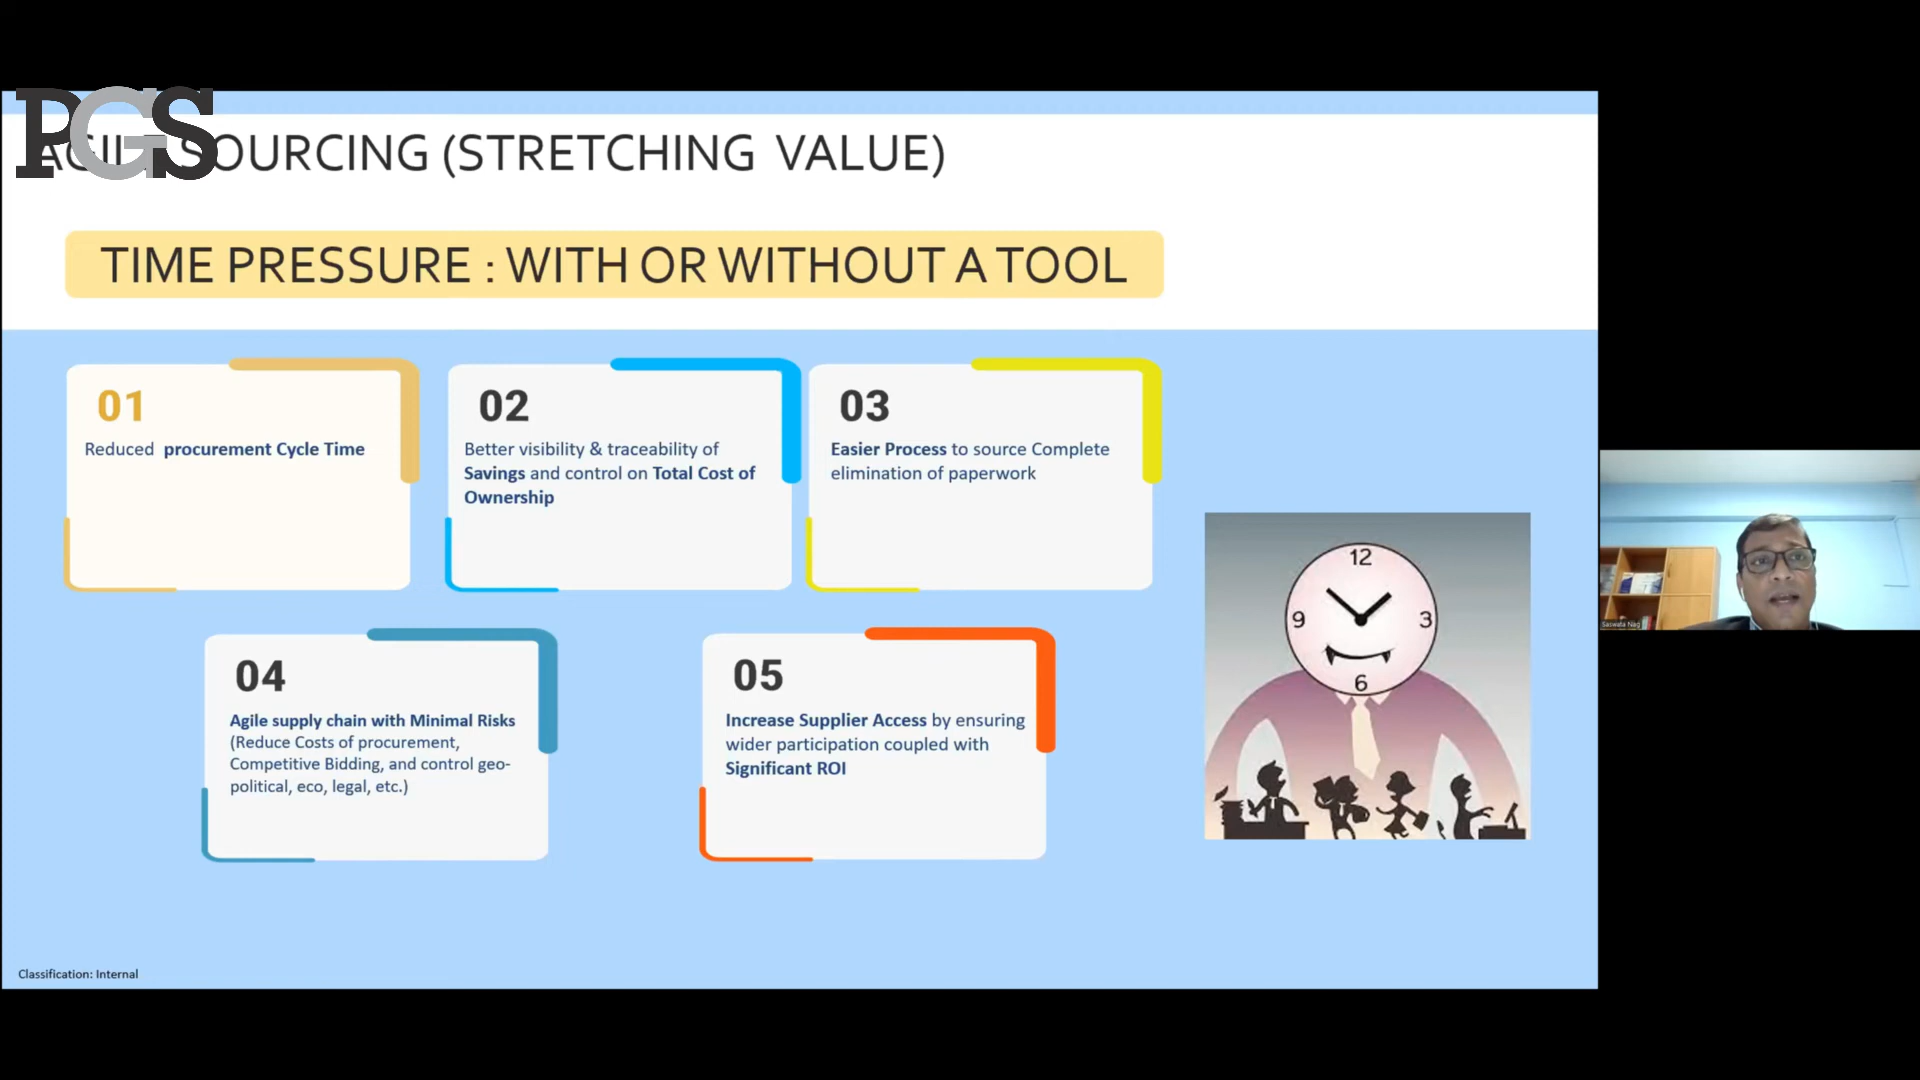 PGS
AGILE SOURCING (STRETCHING VALUE)
TIME PRESSURE : WITH OR WITHOUT A TOOL
01
Reduced procurement Cycle Time
02
Better visibility & traceability of
Savings and control on Total Cost of
Ownership
03
Easier Process to source Complete
elimination of paperwork
04
Agile supply chain with Minimal Risks
(Reduce Costs of procurement,
Competitive Bidding, and control geo-
political, eco, legal, etc.)
05
Increase Supplier Access by ensuring
wider participation coupled with
Significant ROI
12
9
3
6
Saswata Nag
Classification: Internal